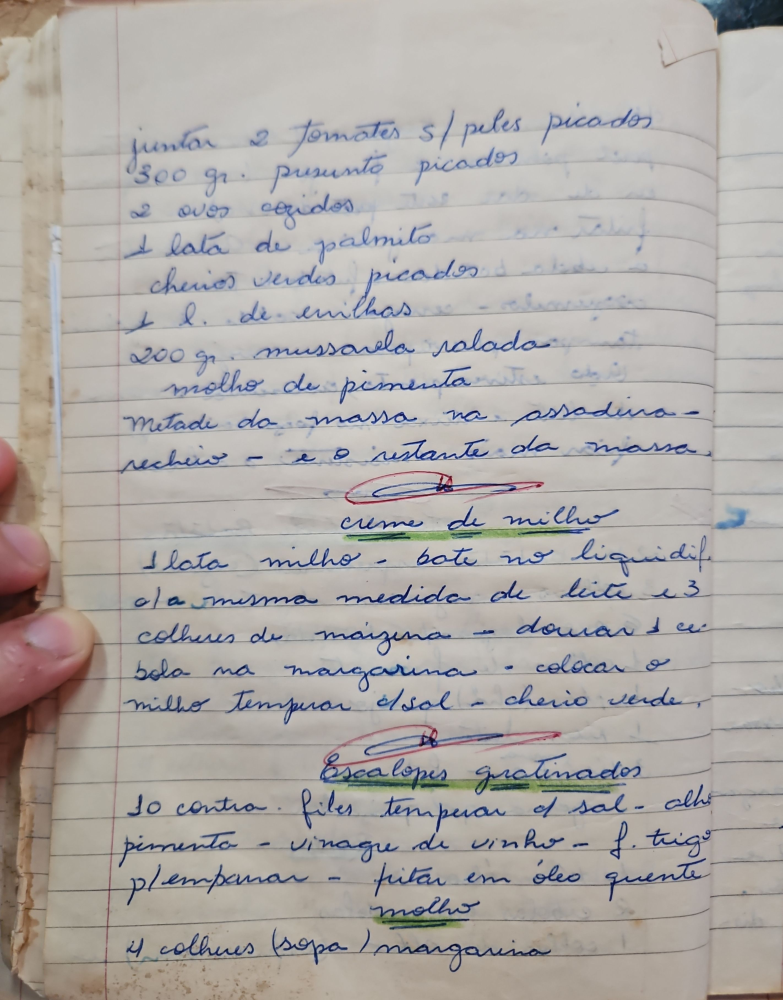 juntar 2 tomates s/ peles picados
300 gr. presunto picados
2 ovos cozidos
1 lata de palmito
cheiros verdes picados
1 l. de ervilhas
200 gr. mussarela ralada
molho de pimenta
Metade da massa na assadeira -
recheio - e o restante da massa.
creme de milho
1 lata milho - bate no liquidif.
c/ a mesma medida de leite e 3
colheres de maizena - dourar 1 ce-
bola na margarina - colocar o
milho temperar c/ sal - cheiro verde.
Escalopes gratinados
10 contra-filés temperar c/ sal - alho
pimenta - vinagre de vinho - f. trigo
p/ empanar - fritar em óleo quente
molho
4 colheres (sopa) margarina